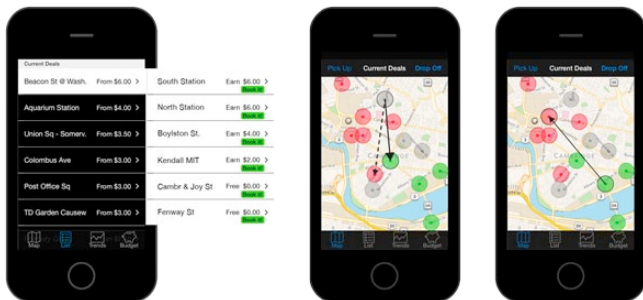 Current Deals
Beacon St @ Wash. From $6.00 >
Aquarium Station From $4.00 >
Union Sq - Somerv. From $3.50 >
Colombus Ave From $3.00 >
Post Office Sq From $3.00 >
TD Garden Causew From $3.00 >
Map List Trends Budget
South Station Earn $6.00 >
Book it!
North Station Earn $6.00 >
Book it!
Boylston St. Earn $4.00 >
Book it!
Kendall MIT Earn $2.00 >
Book it!
Cambr & Joy St Free $0.00 >
Book it!
Fenway St Free $0.00 >
Book it!
Pick Up Current Deals Drop Off
CAMBRIDGE
Map List Trends Budget
Pick Up Current Deals Drop Off
Map List Trends Budget